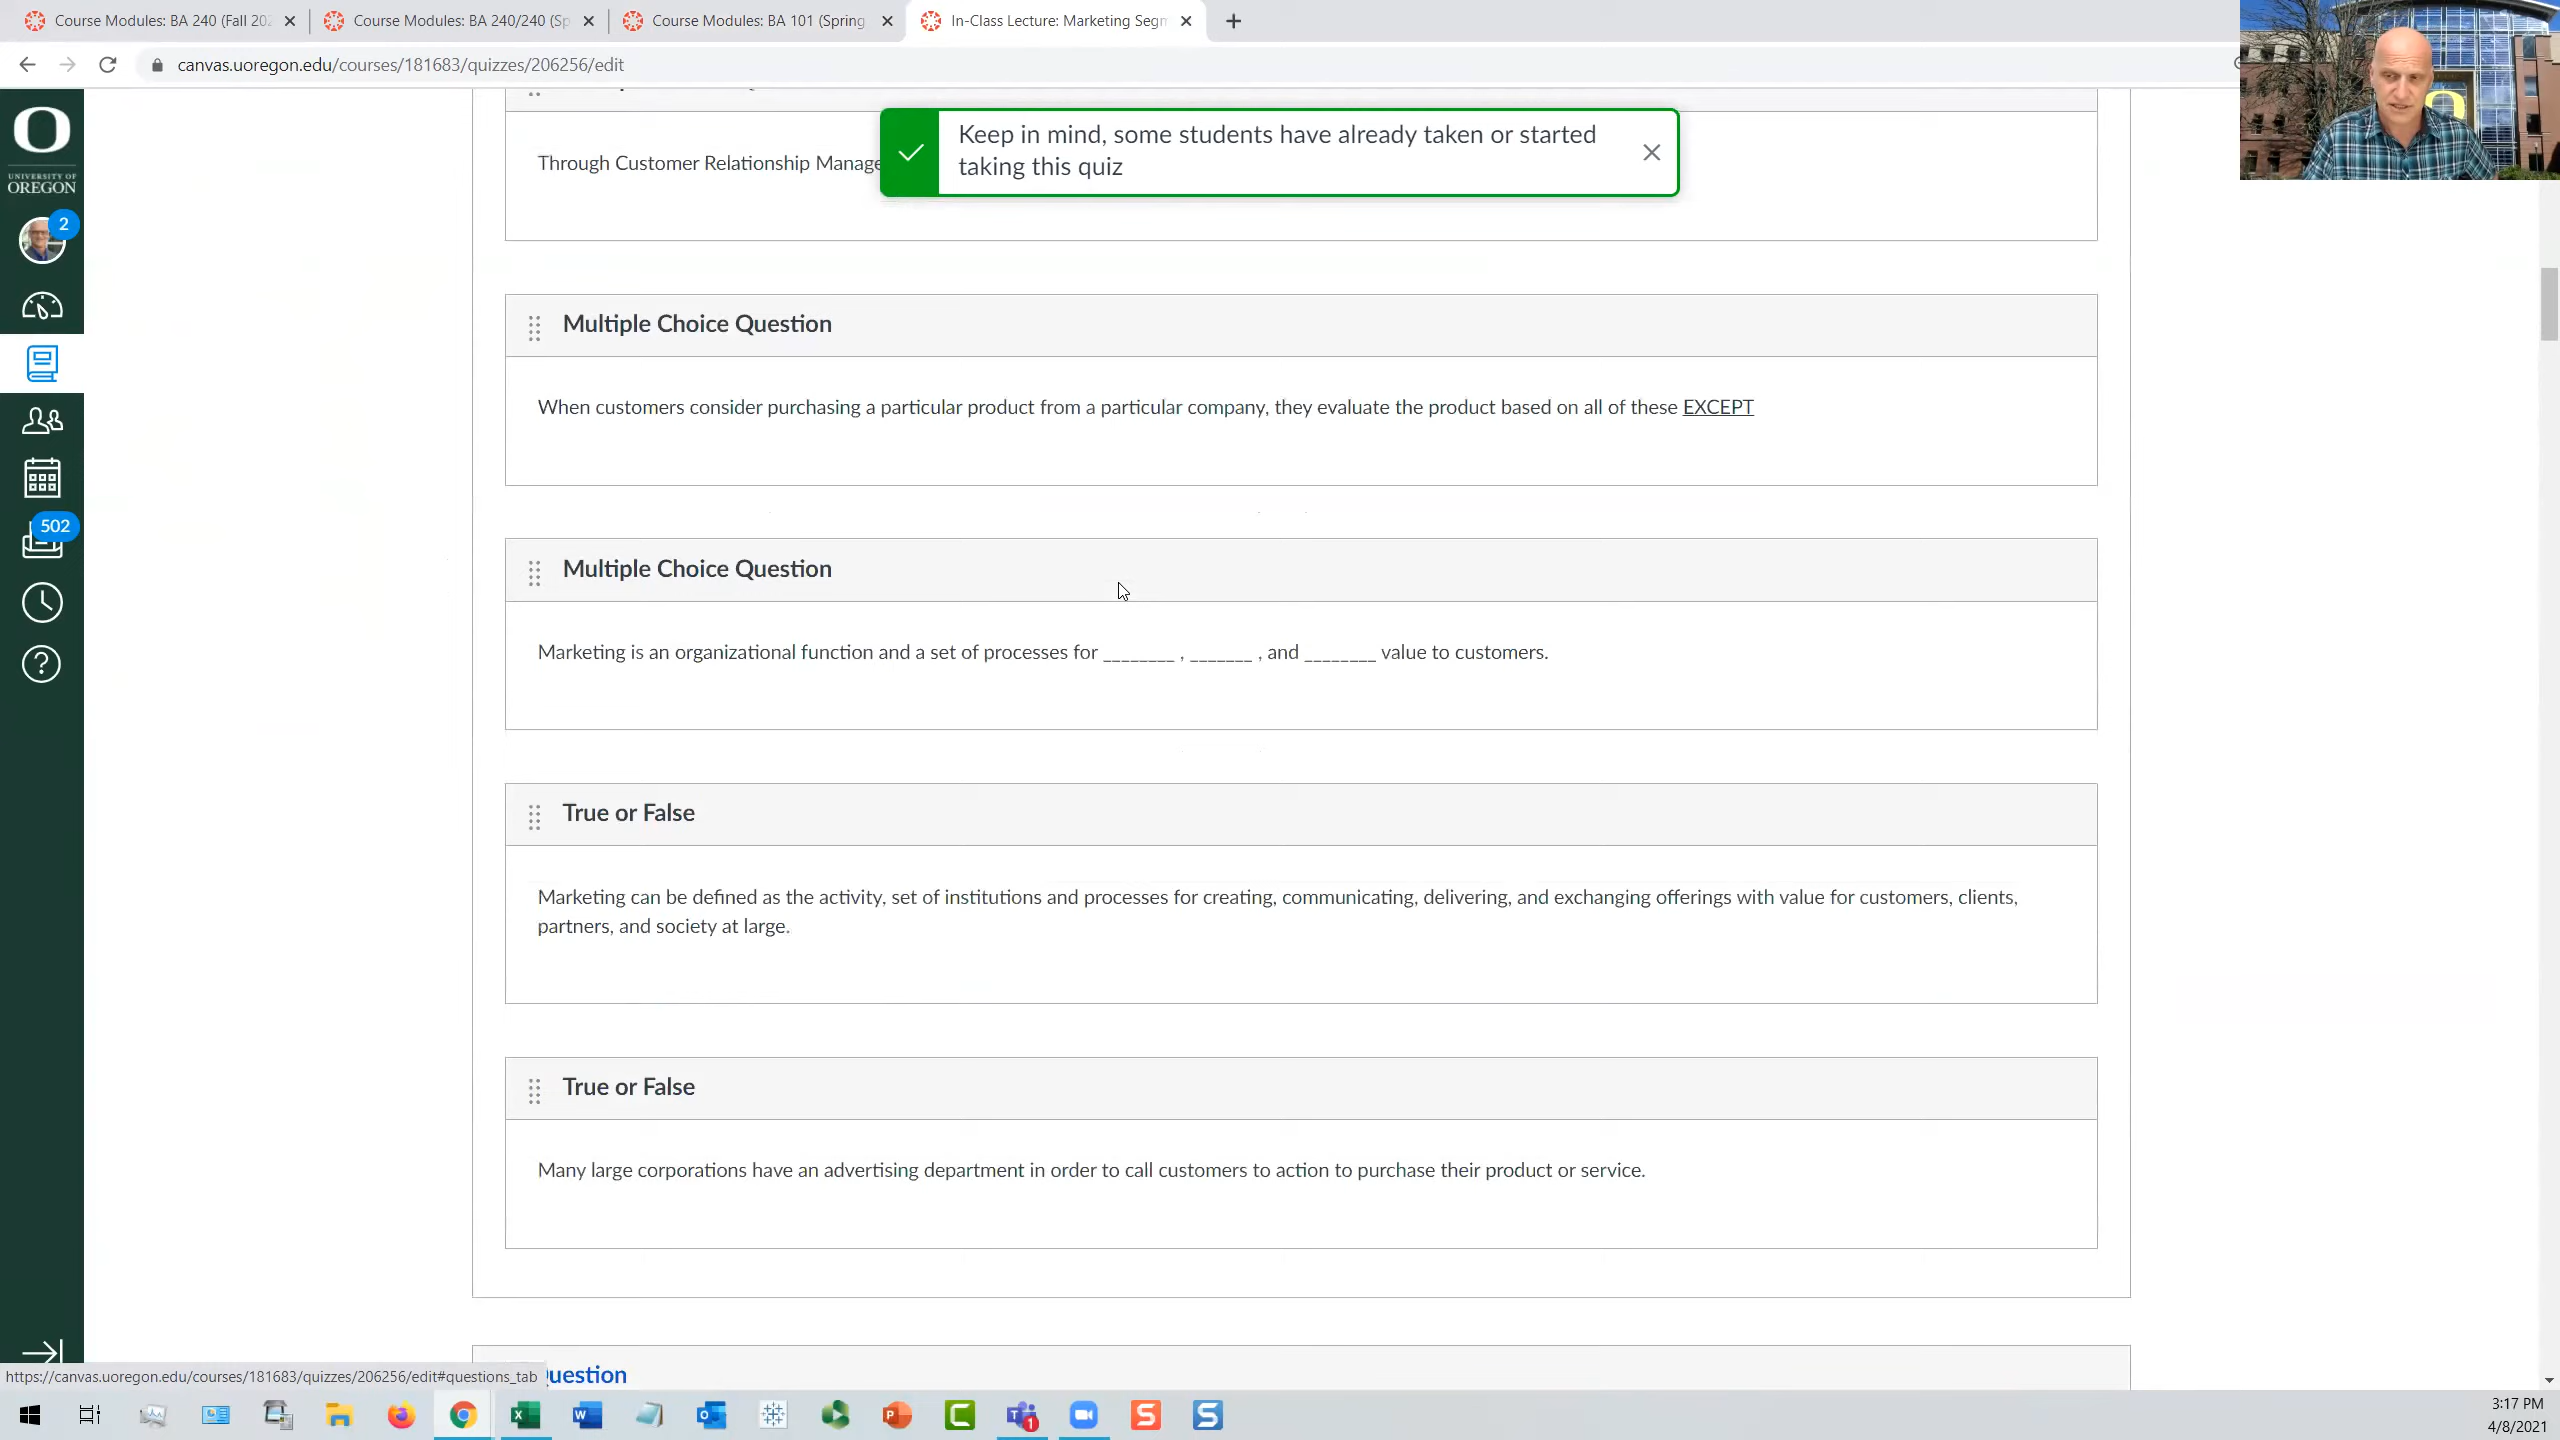 Course Modules: BA 240 (Fall 202
Course Modules: BA 240/240 (Sp
Course Modules: BA 101 (Spring
In-Class Lecture: Marketing Segm
canvas.uoregon.edu/courses/181683/quizzes/206256/edit
Keep in mind, some students have already taken or started
taking this quiz
Through Customer Relationship Manage
O
UNIVERSITY OF
OREGON
2
Multiple Choice Question
When customers consider purchasing a particular product from a particular company, they evaluate the product based on all of these EXCEPT
502
Multiple Choice Question
Marketing is an organizational function and a set of processes for ________ , _______ , and ________ value to customers.
True or False
Marketing can be defined as the activity, set of institutions and processes for creating, communicating, delivering, and exchanging offerings with value for customers, clients,
partners, and society at large.
True or False
Many large corporations have an advertising department in order to call customers to action to purchase their product or service.
uestion
https://canvas.uoregon.edu/courses/181683/quizzes/206256/edit#questions_tab
3:17 PM
4/8/2021